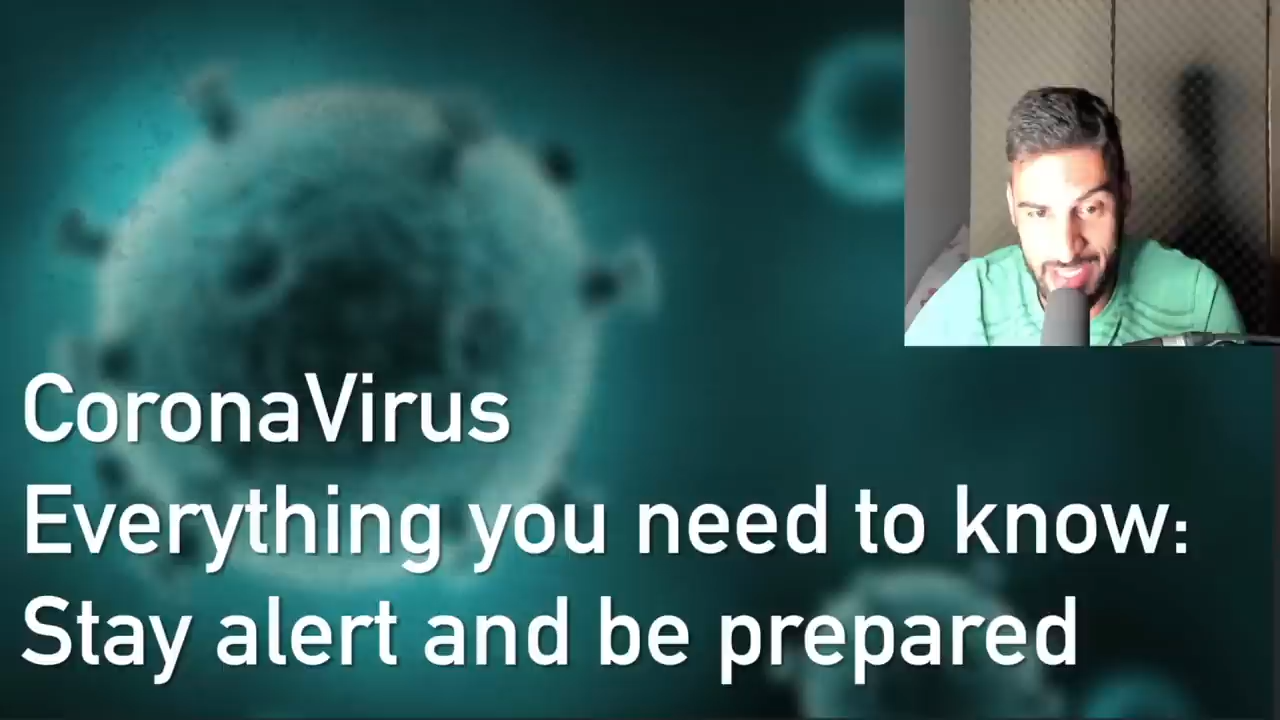 CoronaVirus
Everything you need to know:
Stay alert and be prepared